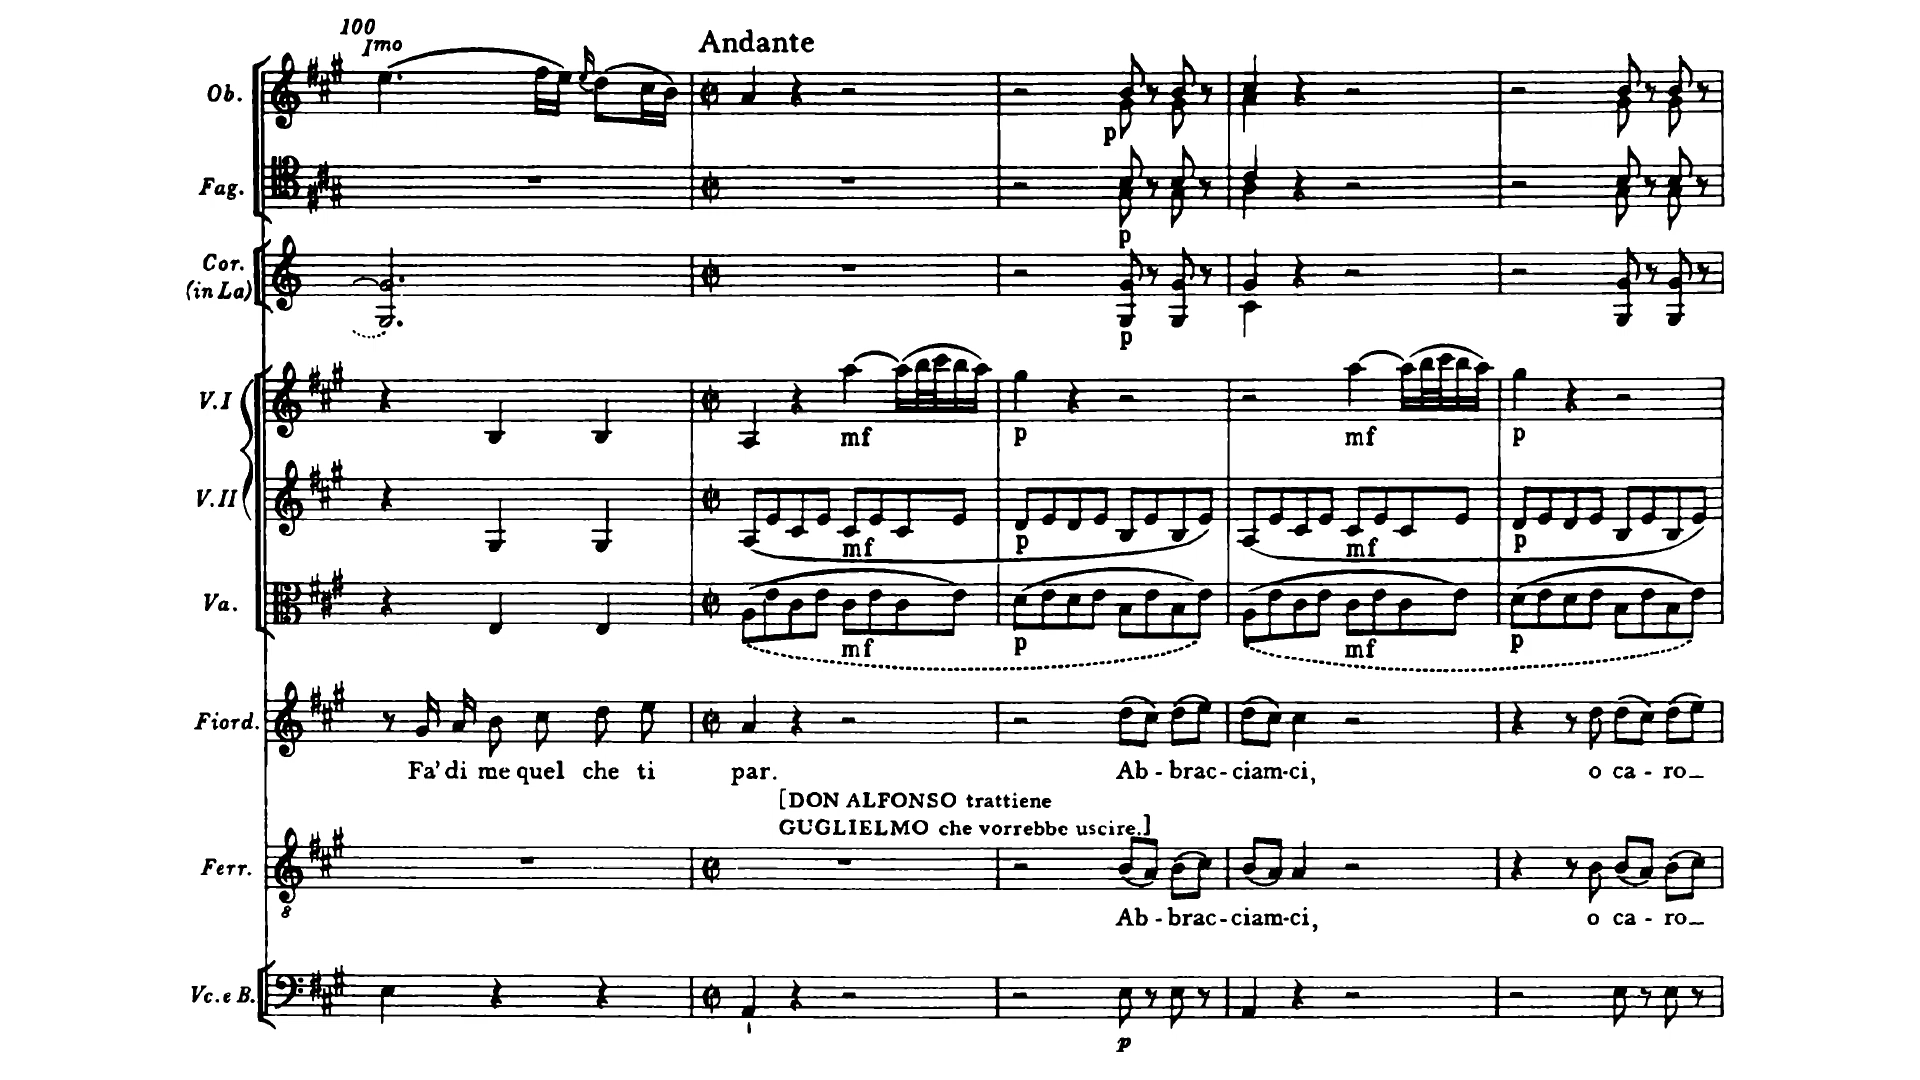 100
Imo
Andante
Ob.
p
Fag.
p
Cor.
(in La)
p
V.I
mf p mf p
V.II
mf p mf p
Va.
mf p mf p
Fiord.
Fa' di me quel che ti par. Ab - brac - ciam - ci, o ca - ro_
[DON ALFONSO trattiene
GUGLIELMO che vorrebbe uscire.]
Ferr.
8
Ab - brac - ciam - ci, o ca - ro_
Vc. e B.
p